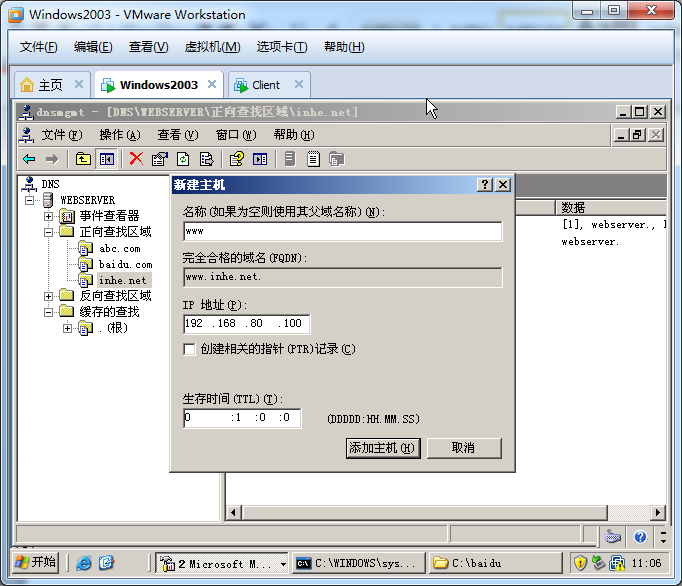 Windows2003 - VMware Workstation
文件(F) 编辑(E) 查看(V) 虚拟机(M) 选项卡(T) 帮助(H)
主页 Windows2003 Client
dnsmgmt - [DNS\WEBSERVER\正向查找区域\inhe.net]
文件(F) 操作(A) 查看(V) 窗口(W) 帮助(H)
DNS
WEBSERVER
事件查看器
正向查找区域
abc.com
baidu.com
inhe.net
反向查找区域
缓存的查找
.(根)
新建主机
名称(如果为空则使用其父域名称)(N):
www
完全合格的域名(FQDN):
www.inhe.net.
IP 地址(P):
192 .168 .80 .100
创建相关的指针(PTR)记录(C)
生存时间(TTL)(T):
0 :1 :0 :0 (DDDDD:HH.MM.SS)
添加主机(H) 取消
数据
[1], webserver.,
webserver.
开始 2 Microsoft M... C:\WINDOWS\sys... C:\baidu 11:06